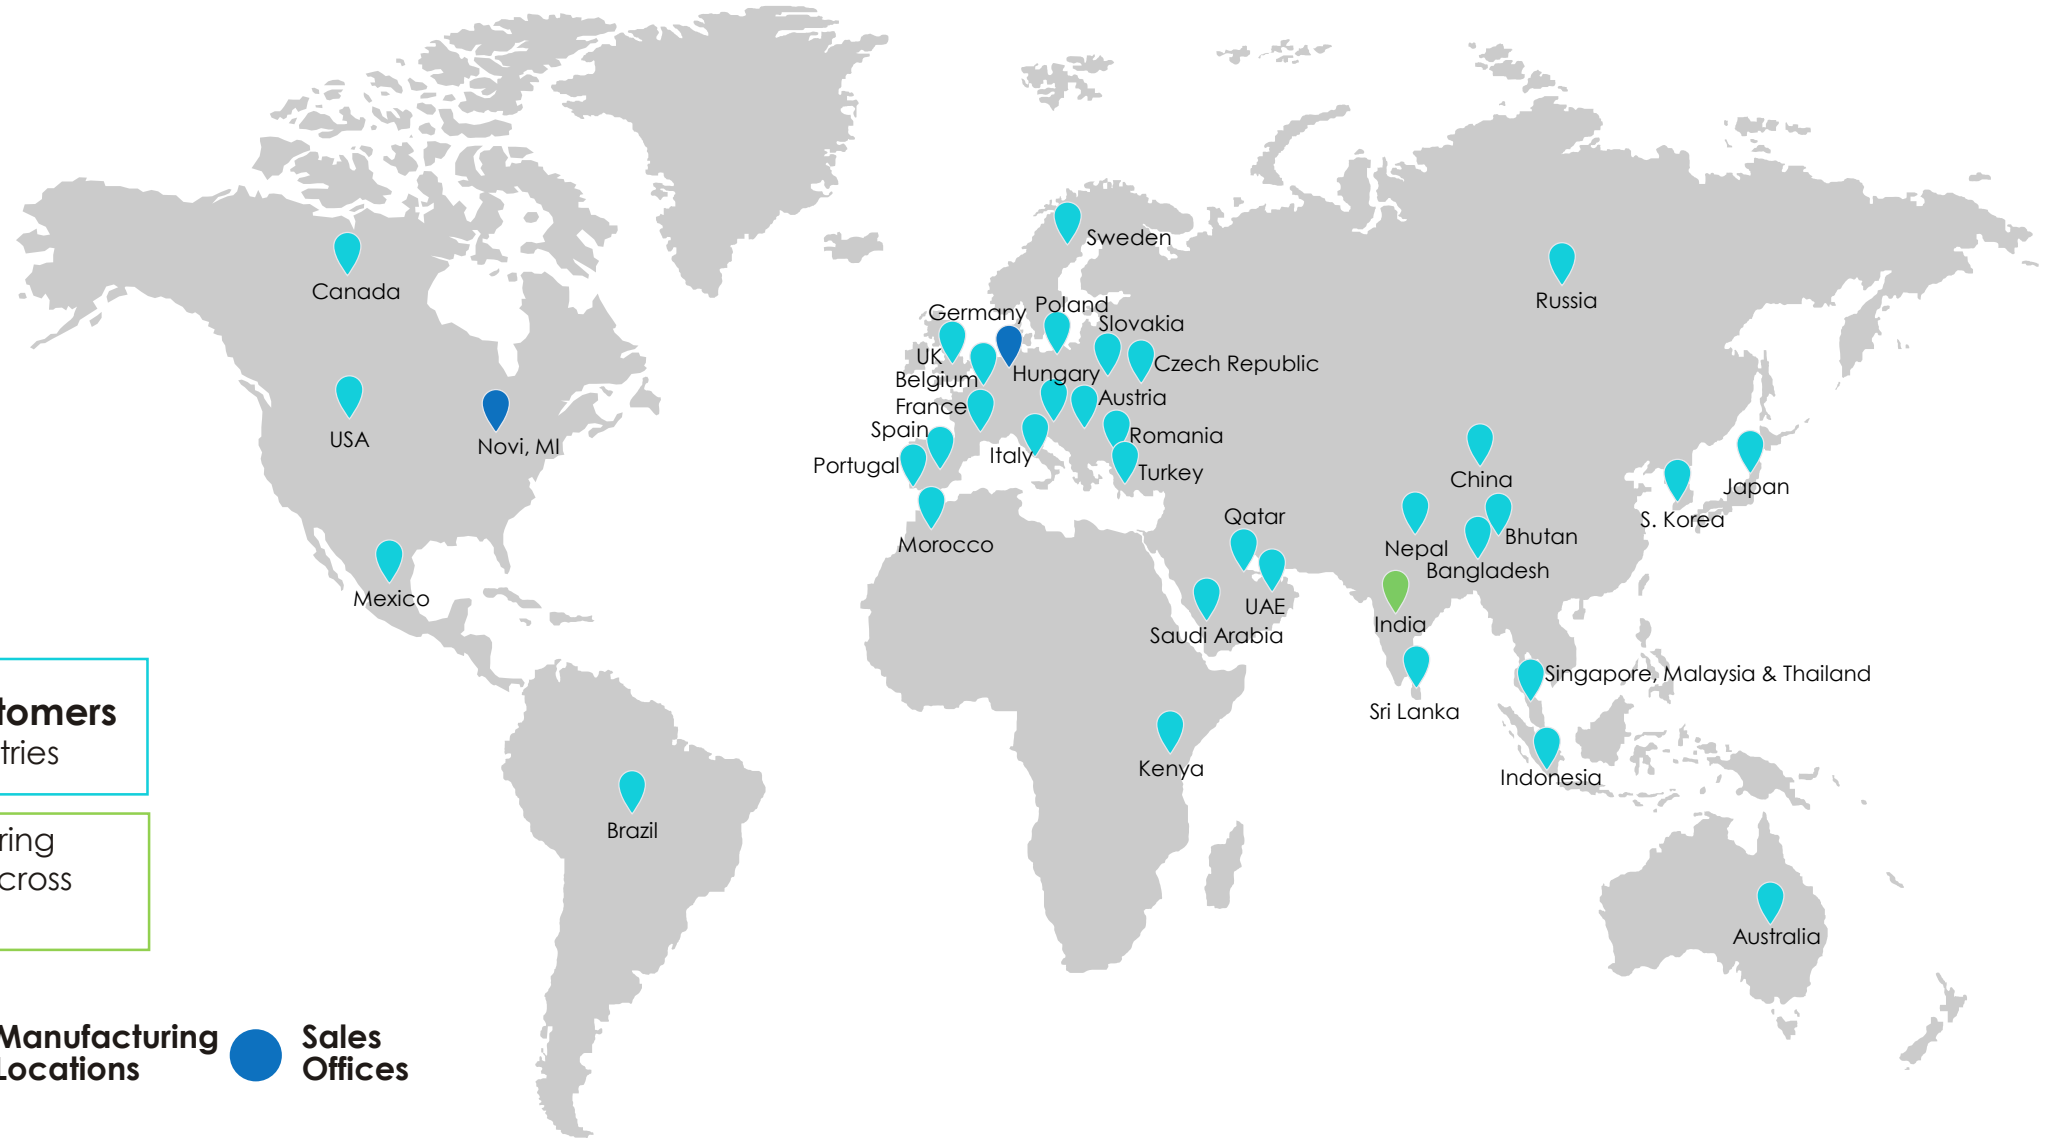 Sweden
Canada
Russia
Poland
Germany
Slovakia
UK
Czech Republic
Hungary
Belgium
Austria
France
Spain
Romania
USA
Novi, MI
Italy
Portugal
Turkey
China
Japan
Qatar
S. Korea
Bhutan
Morocco
Nepal
Bangladesh
Mexico
UAE
India
Saudi Arabia
Singapore, Malaysia & Thailand
Sri Lanka
Kenya
Indonesia
Brazil
Australia
tomers
tries
ring
cross
Manufacturing
Locations
Sales
Offices